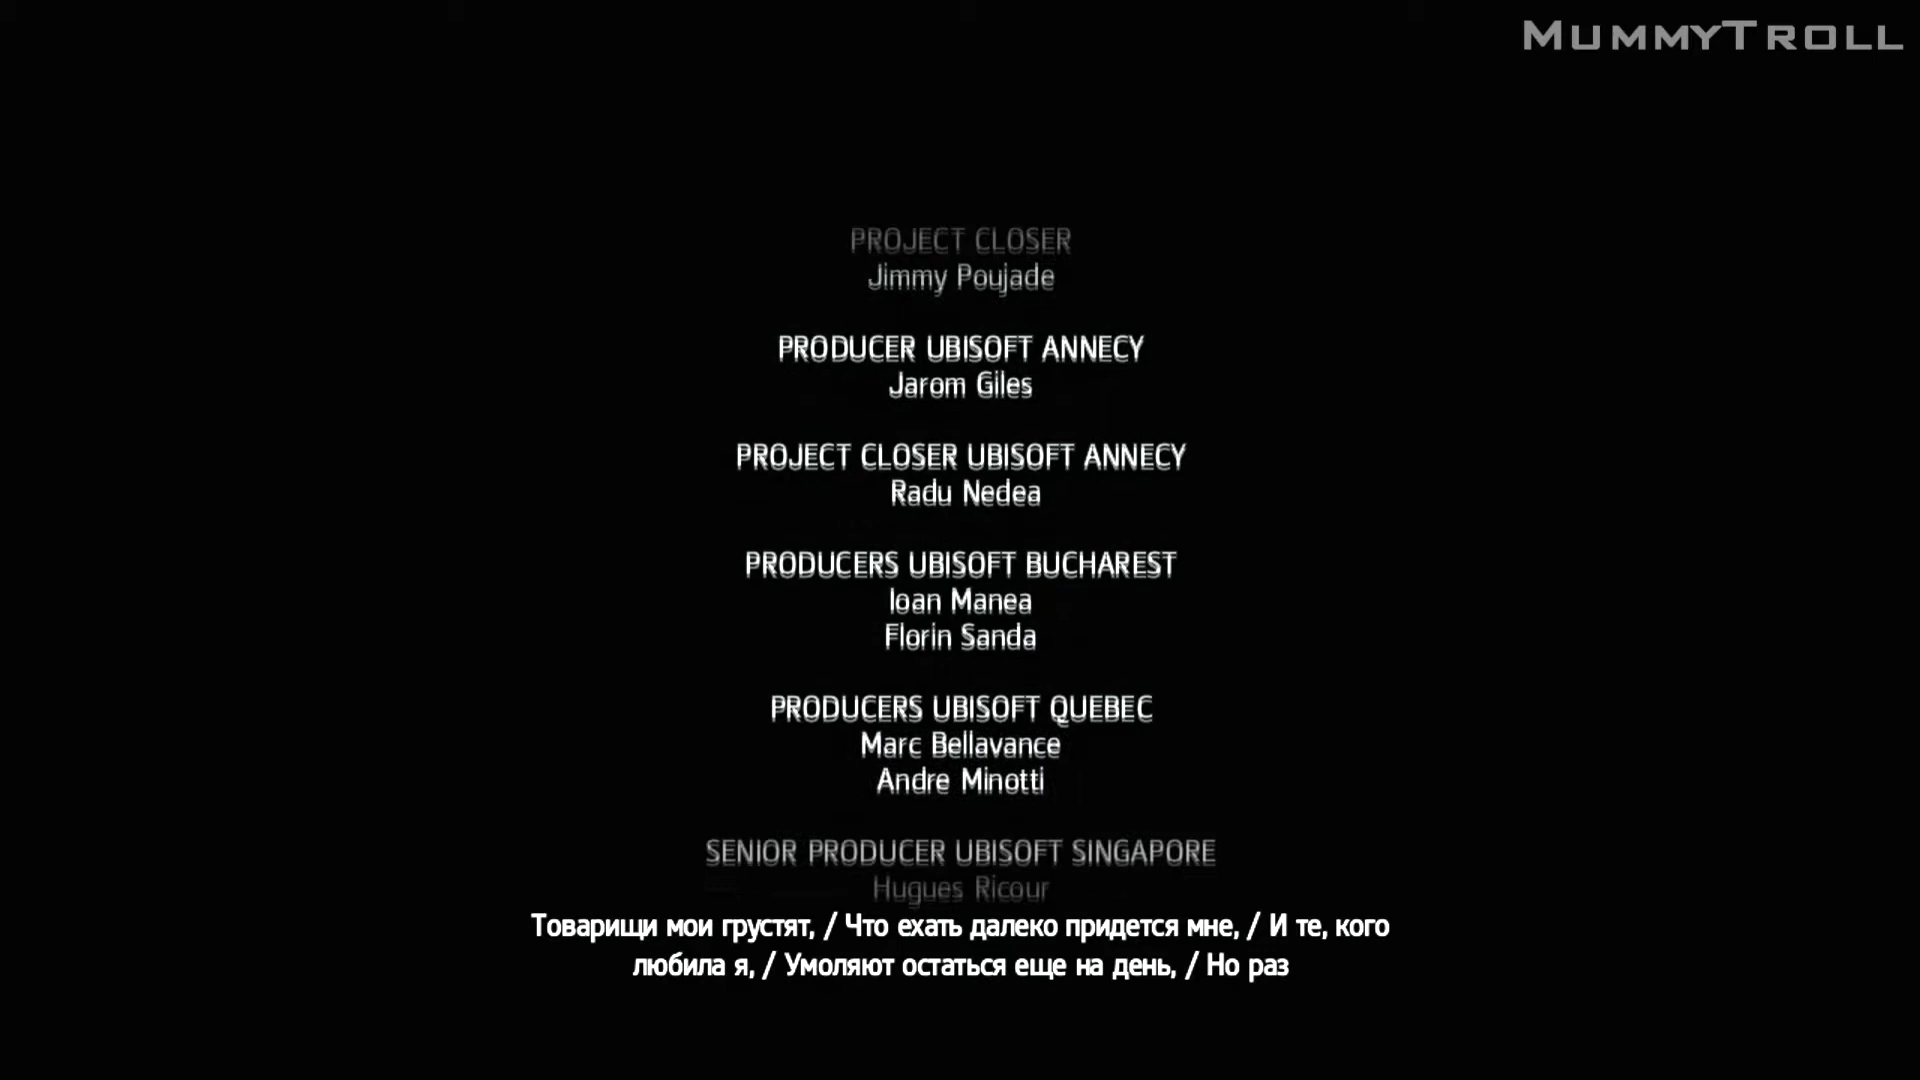 MUMMYTROLL
PROJECT CLOSER
Jimmy Poujade
PRODUCER UBISOFT ANNECY
Jarom Giles
PROJECT CLOSER UBISOFT ANNECY
Radu Nedea
PRODUCERS UBISOFT BUCHAREST
Ioan Manea
Florin Sanda
PRODUCERS UBISOFT QUEBEC
Marc Bellavance
Andre Minotti
SENIOR PRODUCER UBISOFT SINGAPORE
Hugues Ricour
Товарищи мои грустят, / Что ехать далеко придется мне, / И те, кого
любила я, / Умоляют остаться еще на день, / Но раз